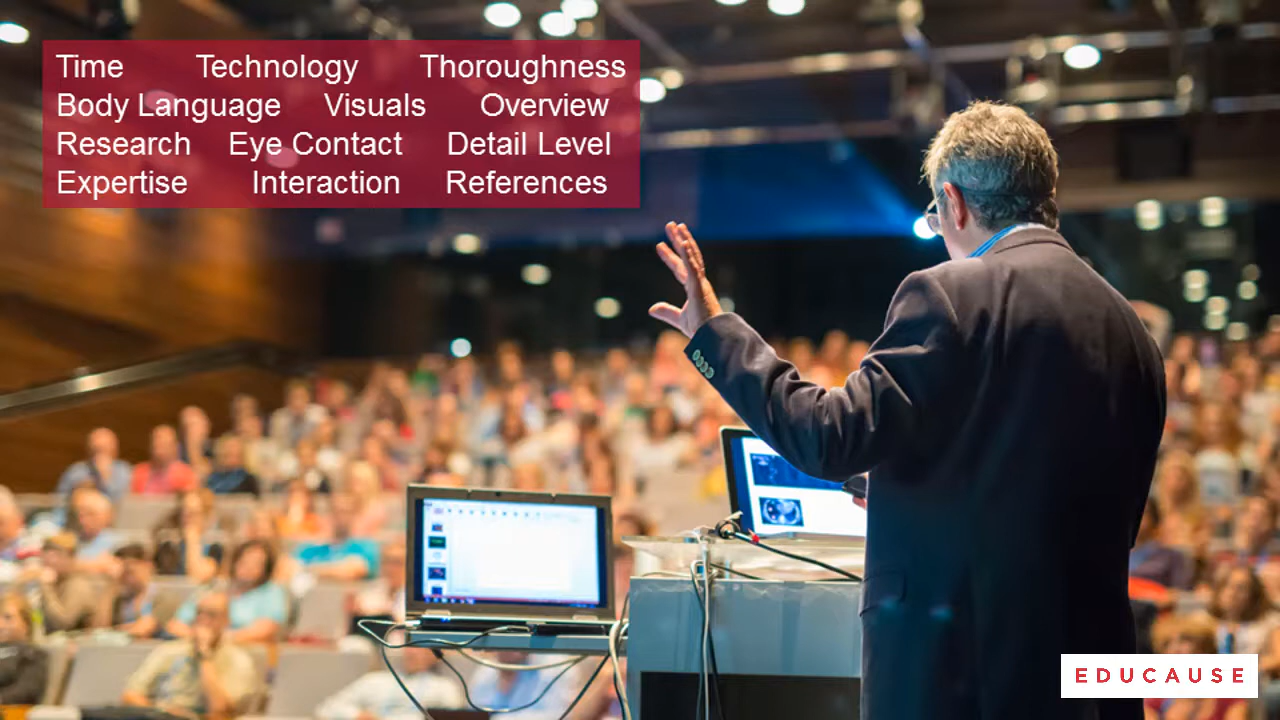 Time Technology Thoroughness
Body Language Visuals Overview
Research Eye Contact Detail Level
Expertise Interaction References
EDUCAUSE